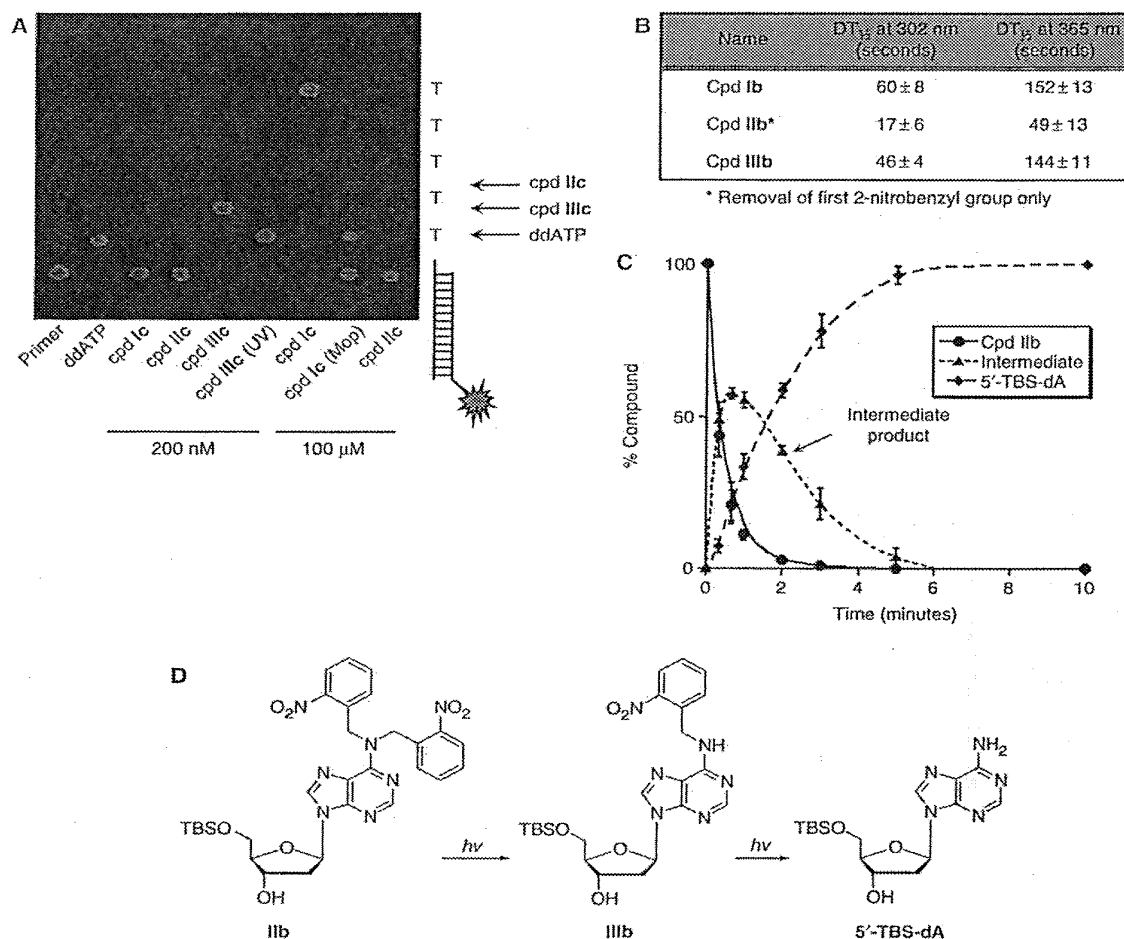 A
T
T
T
T
T
cpd IIc
cpd IIIc
ddATP
Primer
ddATP
cpd Ic
cpd IIc
cpd IIIc
cpd IIIc (UV)
cpd Ic
cpd Ic (Mop)
cpd IIc
200 nM
100 μM
B
Name DT½ at 302 nm (seconds) DT½ at 365 nm (seconds)
Cpd Ib 60±8 152±13
Cpd IIb* 17±6 49±13
Cpd IIIb 46±4 144±11
* Removal of first 2-nitrobenzyl group only
C
100
50
0
% Compound
Cpd IIb
Intermediate
5′-TBS-dA
Intermediate
product
0 2 4 6 8 10
Time (minutes)
D
O₂N
NO₂
N
N
N
N
N
TBSO
O
OH
IIb
hν
O₂N
NH
N
N
N
N
TBSO
O
OH
IIIb
hν
NH₂
N
N
N
N
TBSO
O
OH
5′-TBS-dA